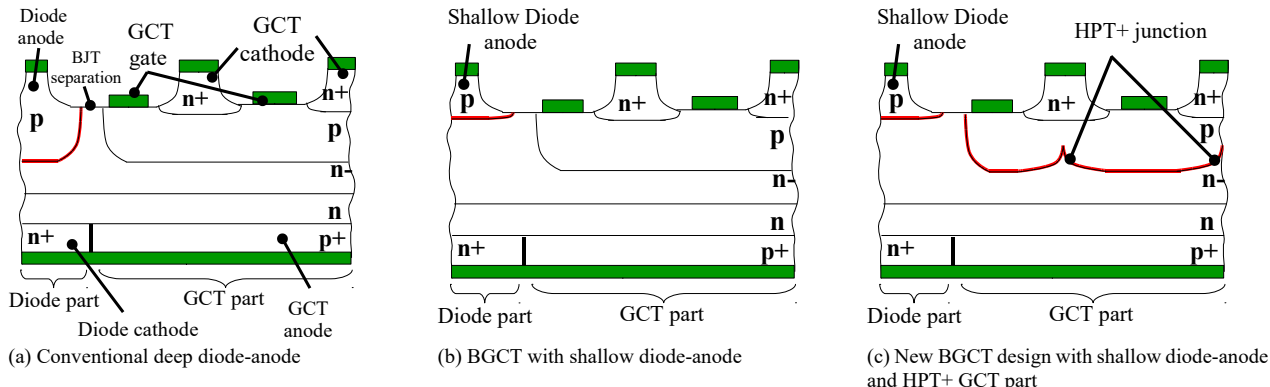 Diode
anode
BJT
separation
GCT
gate
GCT
cathode
n+
n+
p
p
n-
n
n+
p+
Diode part
GCT part
Diode cathode
GCT
anode
(a) Conventional deep diode-anode
Shallow Diode
anode
p
n+
n+
p
n-
n
n+
p+
Diode part
GCT part
(b) BGCT with shallow diode-anode
Shallow Diode
anode
HPT+ junction
p
n+
n+
p
n-
n
n+
p+
Diode part
GCT part
(c) New BGCT design with shallow diode-anode
and HPT+ GCT part